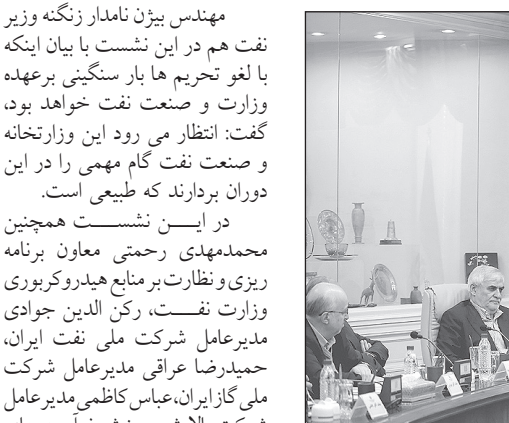 مهندس بیژن نامدار زنگنه وزیر
نفت هم در این نشست با بیان اینکه
با لغو تحریم ها بار سنگینی برعهده
وزارت و صنعت نفت خواهد بود،
گفت: انتظار می رود این وزارتخانه
و صنعت نفت گام مهمی را در این
دوران بردارند که طبیعی است.
در ایــــن نشســــت همچنین
محمدمهدی رحمتی معاون برنامه
ریزی و نظارت بر منابع هیدروکربوری
وزارت نفــــت، رکن الدین جوادی
مدیرعامل شرکت ملی نفت ایران،
حمیدرضا عراقی مدیرعامل شرکت
ملی گاز ایران، عباس کاظمی مدیرعامل